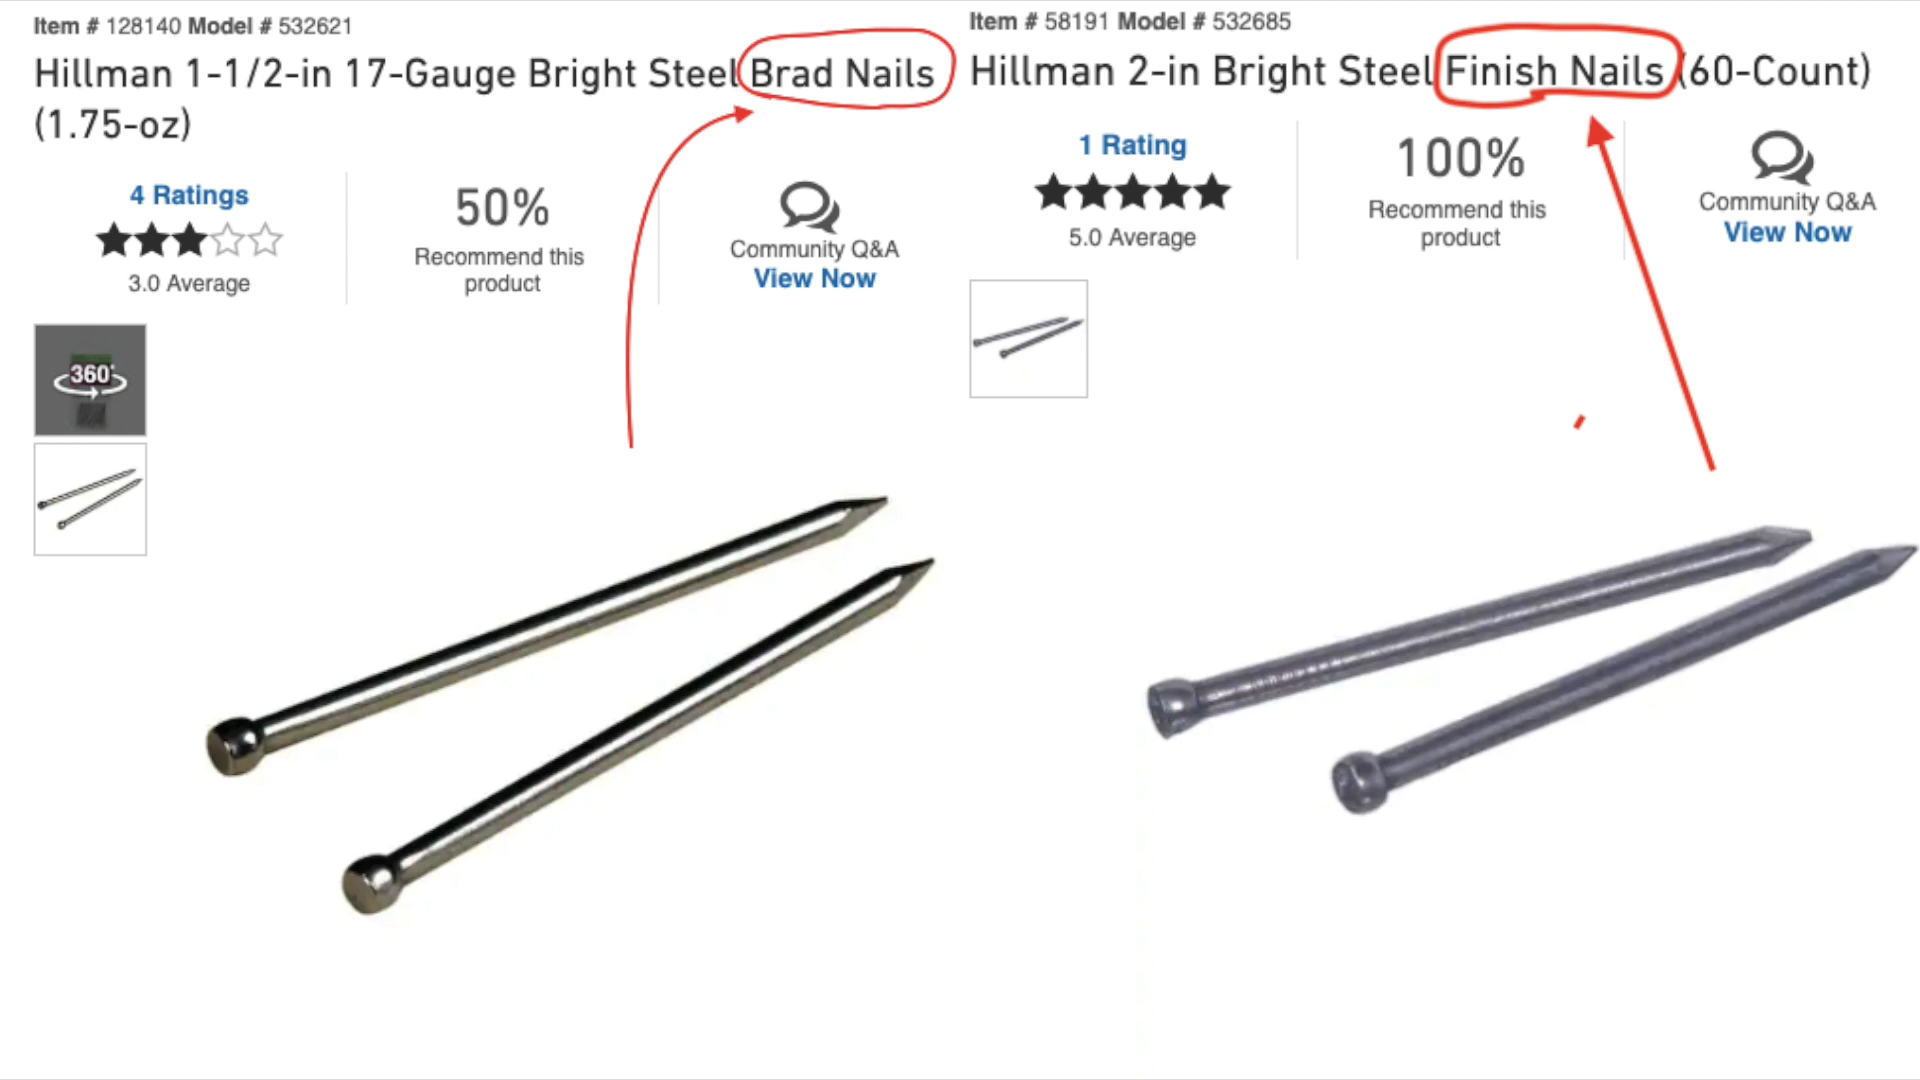 Item # 128140 Model # 532621
Hillman 1-1/2-in 17-Gauge Bright Steel Brad Nails
(1.75-oz)
4 Ratings
3.0 Average
50%
Recommend this
product
Community Q&A
View Now
360°
Item # 58191 Model # 532685
Hillman 2-in Bright Steel Finish Nails (60-Count)
1 Rating
5.0 Average
100%
Recommend this
product
Community Q&A
View Now